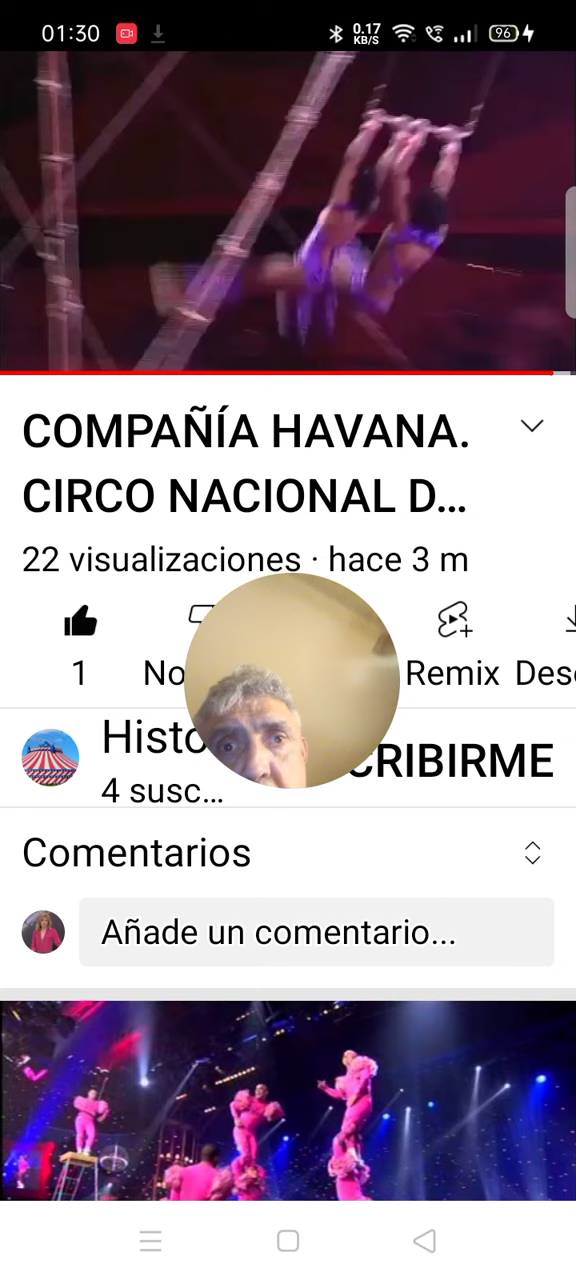 01:30
0.17
KB/S
96
COMPAÑÍA HAVANA.
CIRCO NACIONAL D...
22 visualizaciones · hace 3 m
1
No
Remix
Des
Histo
CRIBIRME
4 susc...
Comentarios
Añade un comentario...